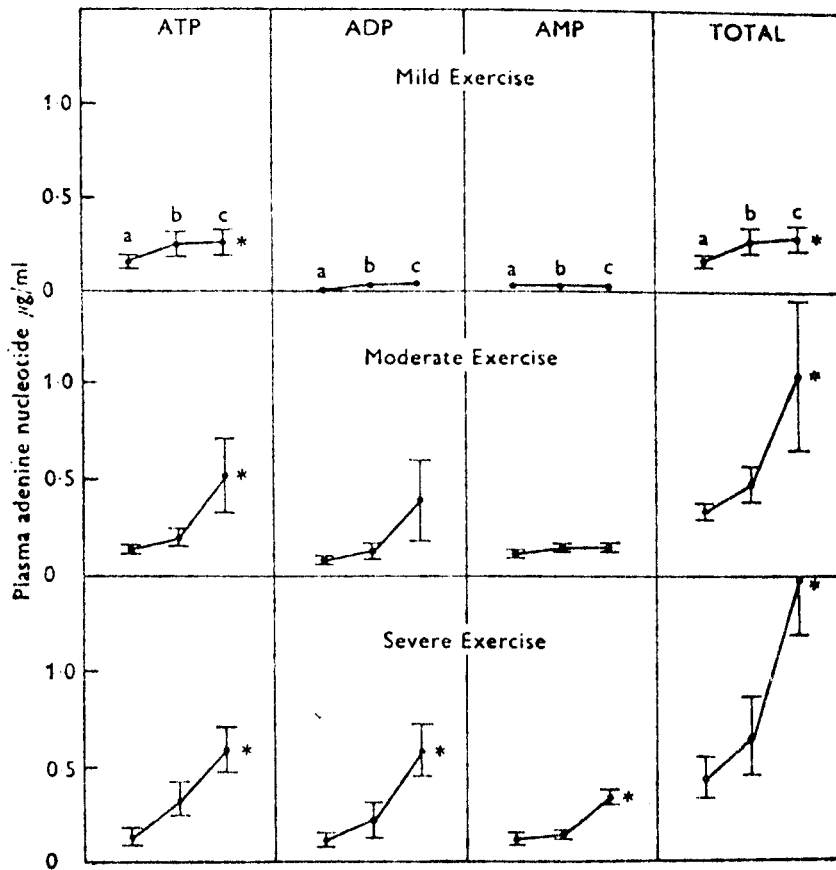 ATP ADP AMP TOTAL
Mild Exercise
1·0
0·5
a b c *
a b c
a b c
a b c *
0
Moderate Exercise
1·0
*
0·5
*
0
*
Severe Exercise
1·0
*
*
0·5
*
0
Plasma adenine nucleotide μg/ml